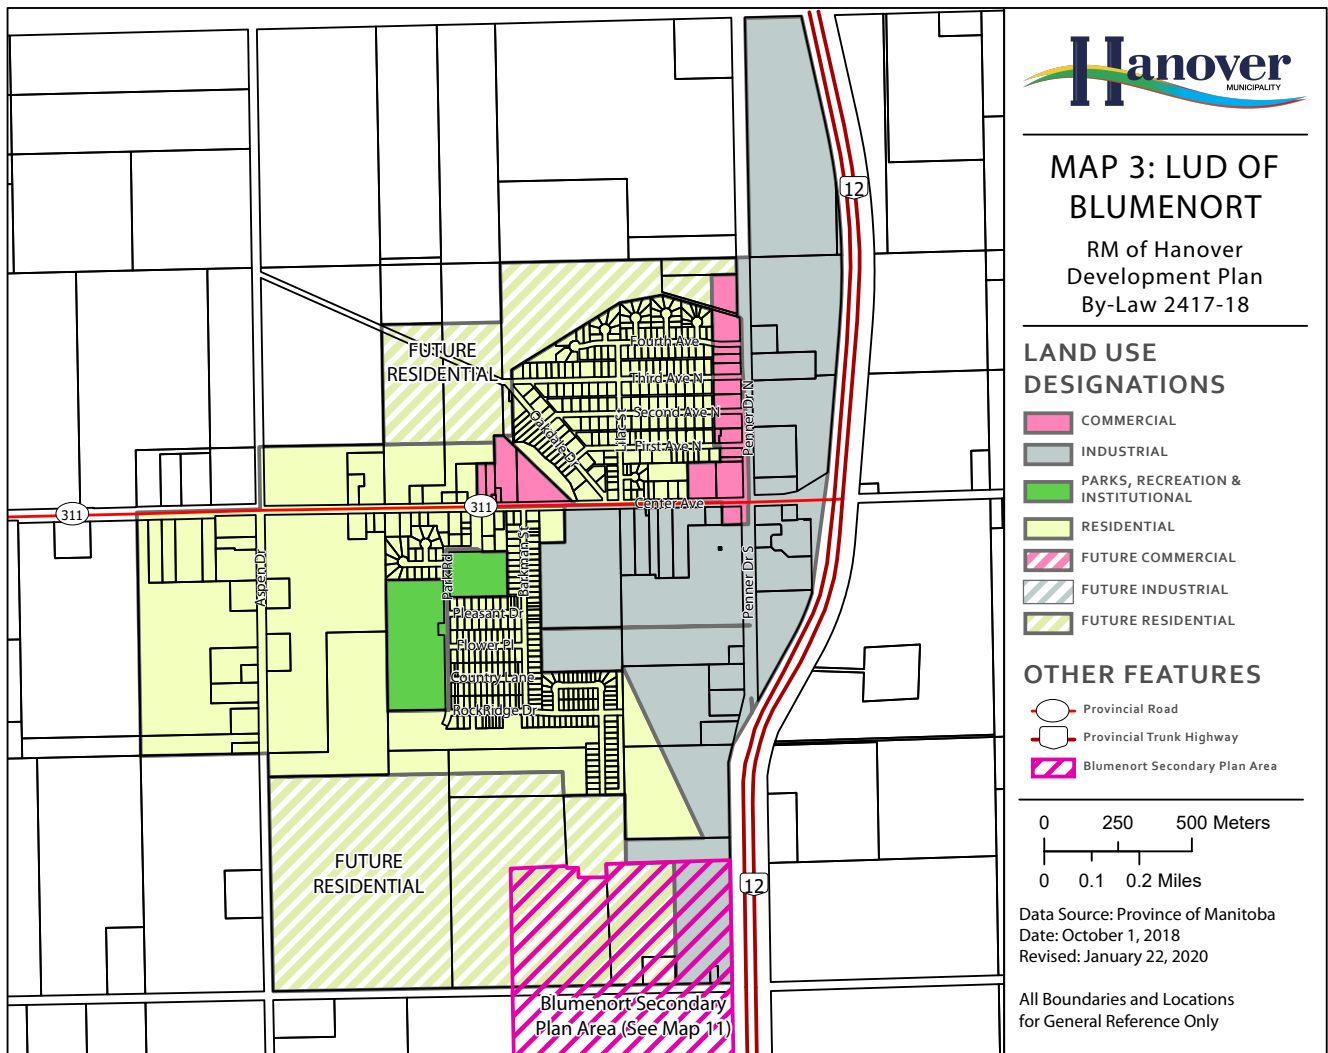 Hanover
MUNICIPALITY
MAP 3: LUD OF
BLUMENORT
RM of Hanover
Development Plan
By-Law 2417-18
LAND USE
DESIGNATIONS
COMMERCIAL
INDUSTRIAL
PARKS, RECREATION &
INSTITUTIONAL
RESIDENTIAL
FUTURE COMMERCIAL
FUTURE INDUSTRIAL
FUTURE RESIDENTIAL
OTHER FEATURES
Provincial Road
Provincial Trunk Highway
Blumenort Secondary Plan Area
0 250 500 Meters
0 0.1 0.2 Miles
Data Source: Province of Manitoba
Date: October 1, 2018
Revised: January 22, 2020
All Boundaries and Locations
for General Reference Only
12
FUTURE
RESIDENTIAL
Fourth Ave
Third Ave N
Second Ave N
First Ave N
Lilac St
Oakdale Dr
Penner Dr N
Center Ave
311
311
Aspen Dr
Park Rd
Barkman St
Penner Dr S
Pleasant Dr
Flower Pl
Country Lane
RockRidge Dr
FUTURE
RESIDENTIAL
12
Blumenort Secondary
Plan Area (See Map 11)